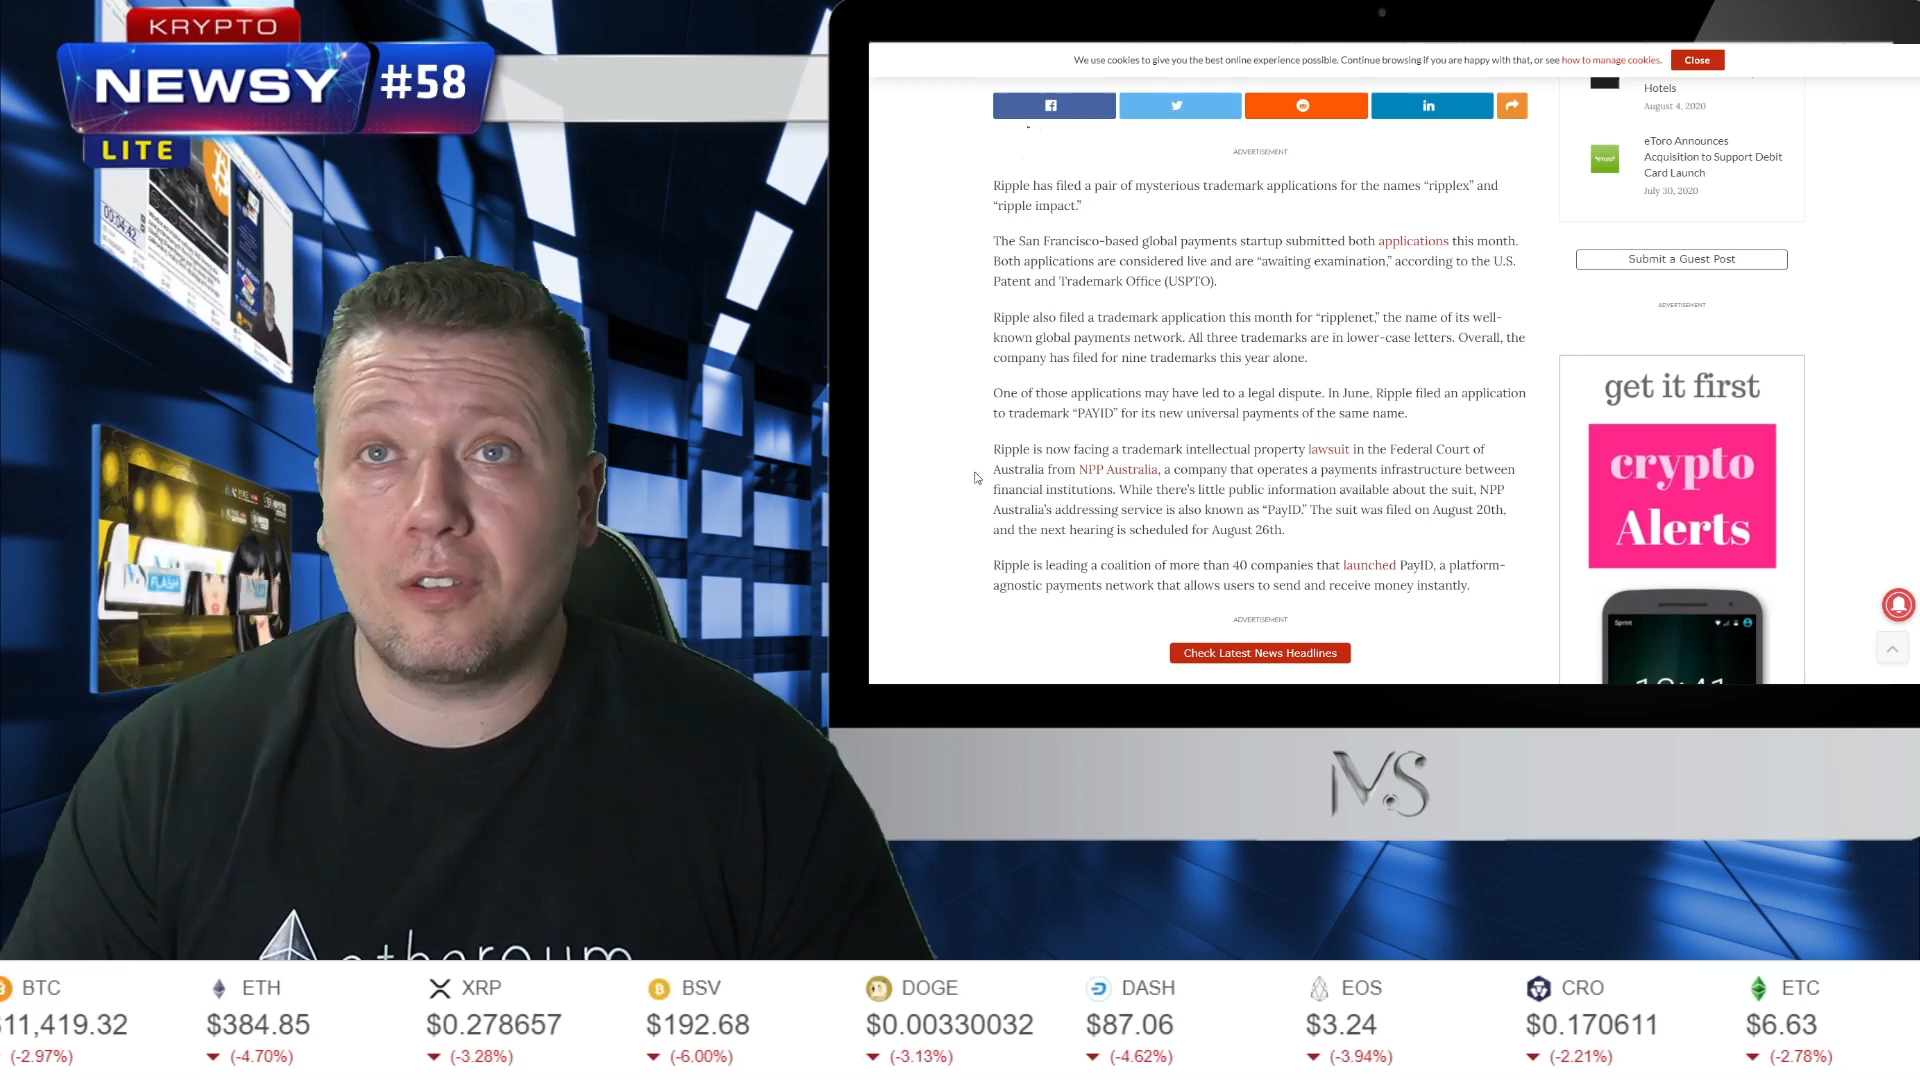 KRYPTO
NEWSY
#58
LITE
00:04:42
FLASH
We use cookies to give you the best online experience possible. Continue browsing if you are happy with that, or see how to manage cookies.
Close
ADVERTISEMENT
Ripple has filed a pair of mysterious trademark applications for the names “ripplex” and
“ripple impact.”
The San Francisco-based global payments startup submitted both applications this month.
Both applications are considered live and are “awaiting examination,” according to the U.S.
Patent and Trademark Office (USPTO).
Ripple also filed a trademark application this month for “ripplenet,” the name of its well-
known global payments network. All three trademarks are in lower-case letters. Overall, the
company has filed for nine trademarks this year alone.
One of those applications may have led to a legal dispute. In June, Ripple filed an application
to trademark “PAYID” for its new universal payments of the same name.
Ripple is now facing a trademark intellectual property lawsuit in the Federal Court of
Australia from NPP Australia, a company that operates a payments infrastructure between
financial institutions. While there’s little public information available about the suit, NPP
Australia’s addressing service is also known as “PayID.” The suit was filed on August 20th,
and the next hearing is scheduled for August 26th.
Ripple is leading a coalition of more than 40 companies that launched PayID, a platform-
agnostic payments network that allows users to send and receive money instantly.
ADVERTISEMENT
Check Latest News Headlines
Hotels
August 4, 2020
eToro
eToro Announces
Acquisition to Support Debit
Card Launch
July 30, 2020
Submit a Guest Post
ADVERTISEMENT
get it first
crypto
Alerts
Sprint
MS
ethereum
BTC
11,419.32
(-2.97%)
ETH
$384.85
(-4.70%)
XRP
$0.278657
(-3.28%)
BSV
$192.68
(-6.00%)
DOGE
$0.00330032
(-3.13%)
DASH
$87.06
(-4.62%)
EOS
$3.24
(-3.94%)
CRO
$0.170611
(-2.21%)
ETC
$6.63
(-2.78%)